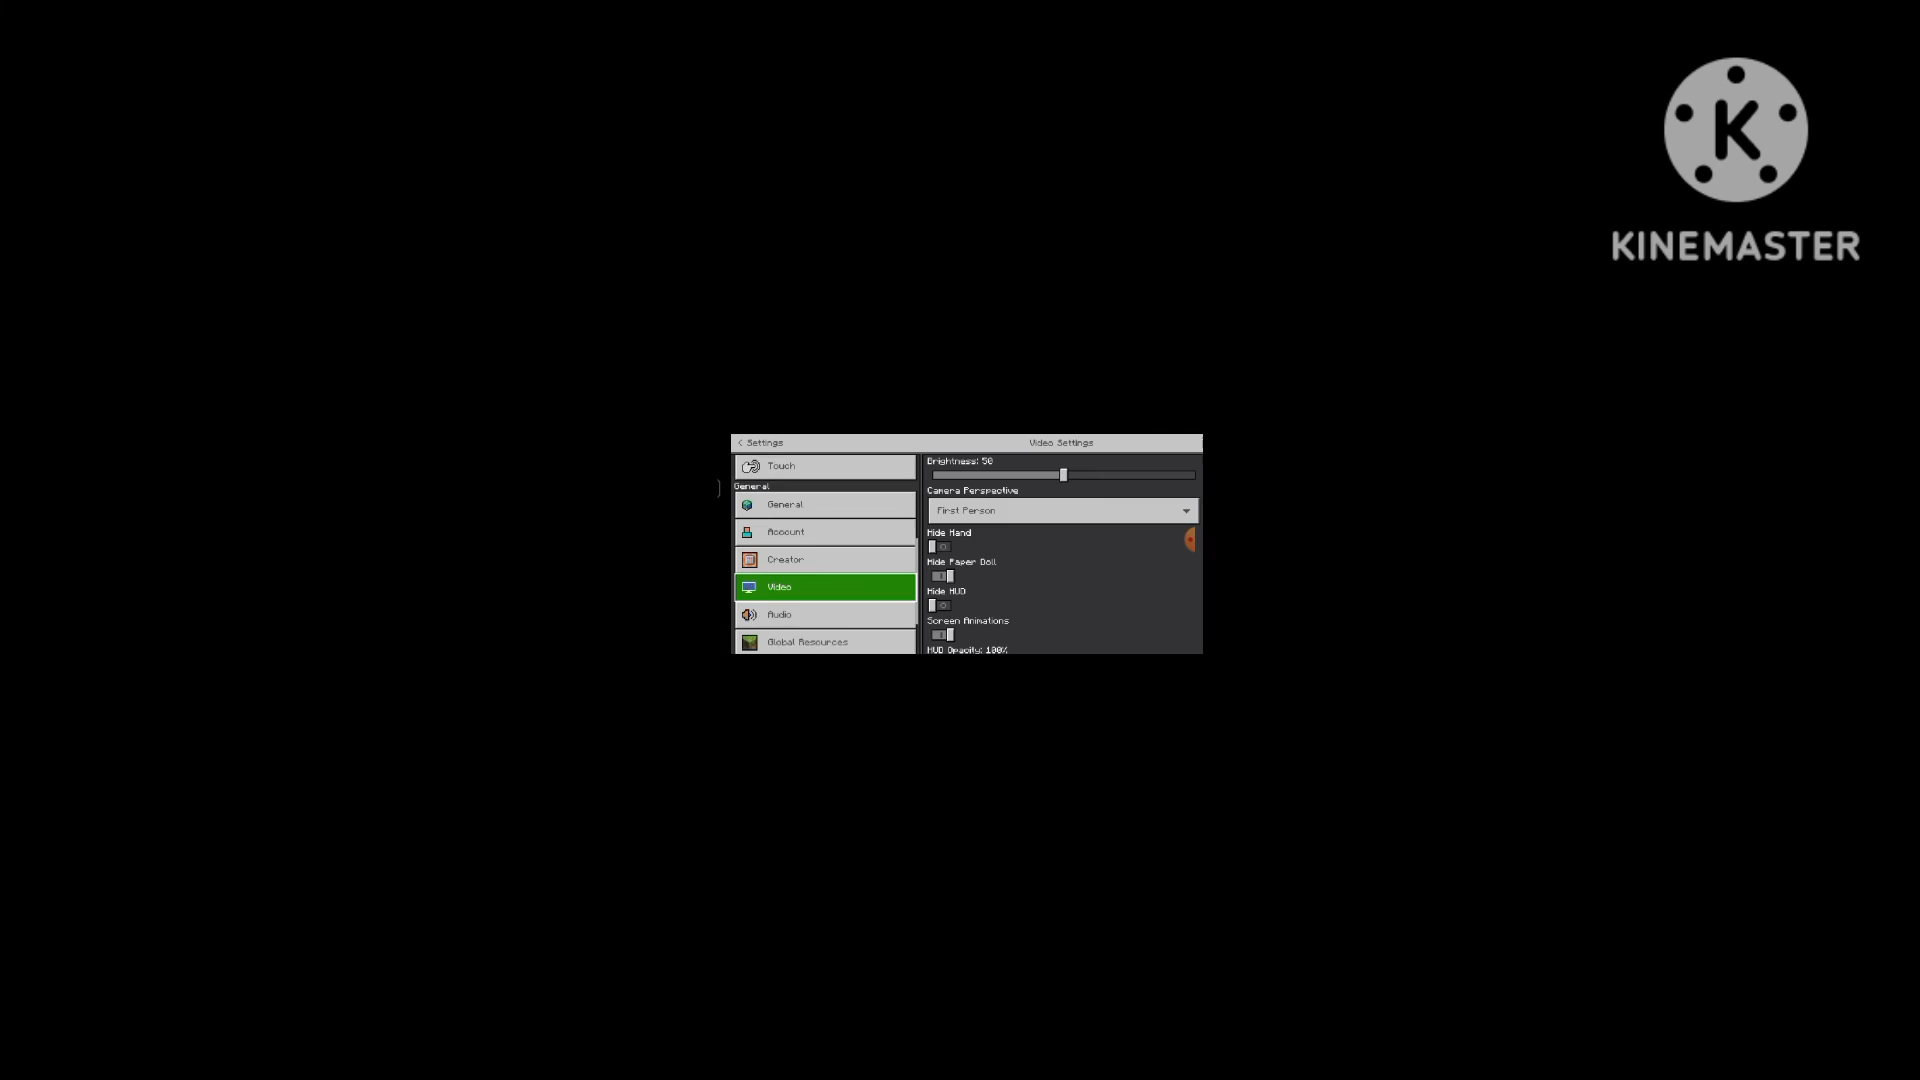 KINEMASTER
< Settings
Video Settings
Touch
General
General
Account
Creator
Video
Audio
Global Resources
Brightness: 50
Camera Perspective
First Person
Hide Hand
Hide Paper Doll
Hide HUD
Screen Animations
HUD Opacity: 100%